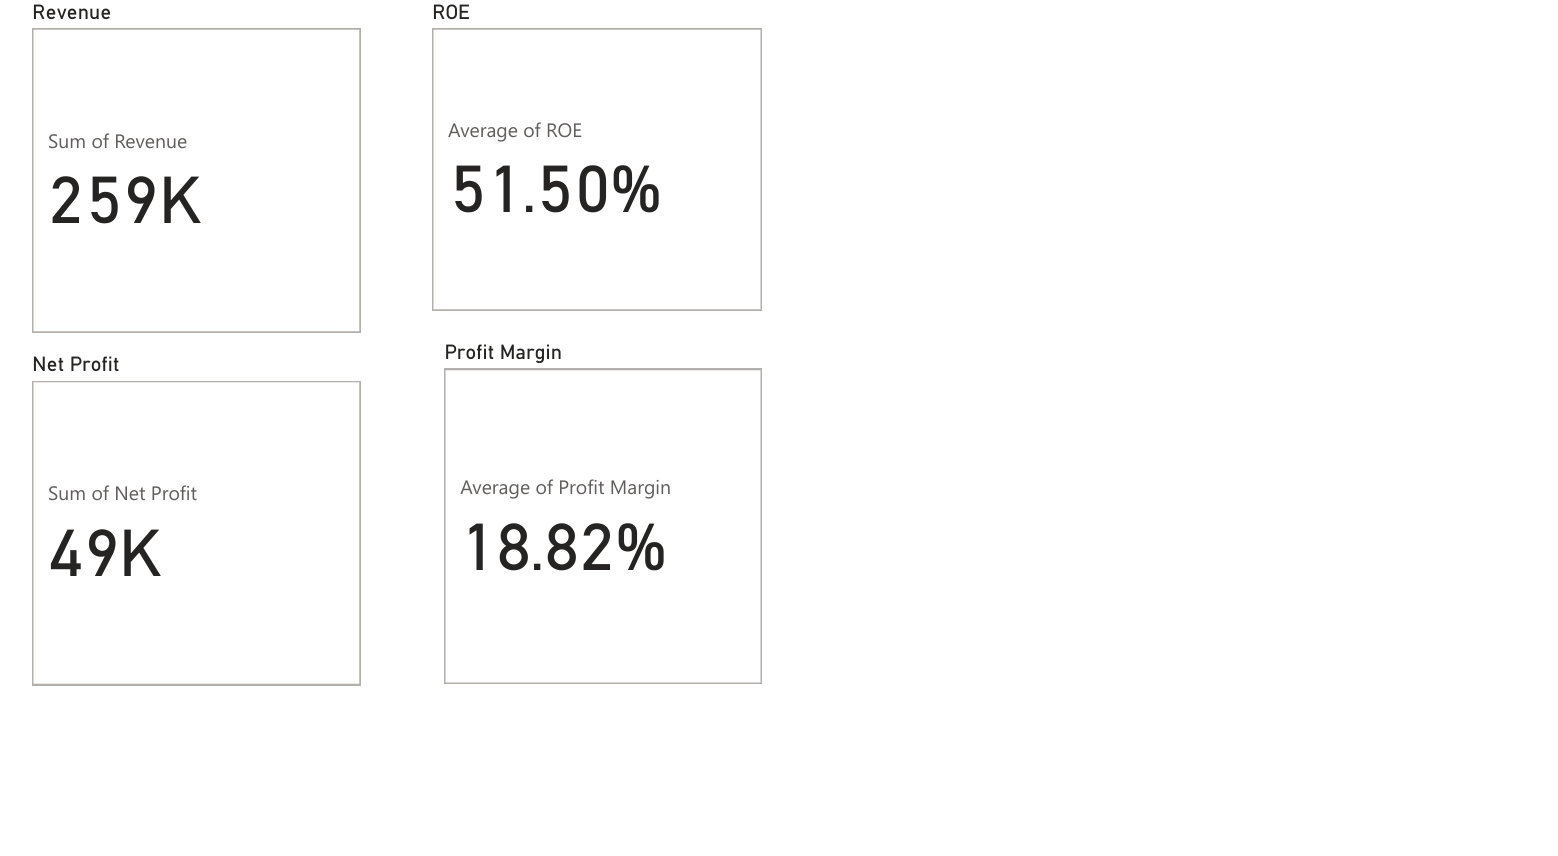 Revenue
Sum of Revenue
259K
ROE
Average of ROE
51.50%
Net Profit
Sum of Net Profit
49K
Profit Margin
Average of Profit Margin
18.82%